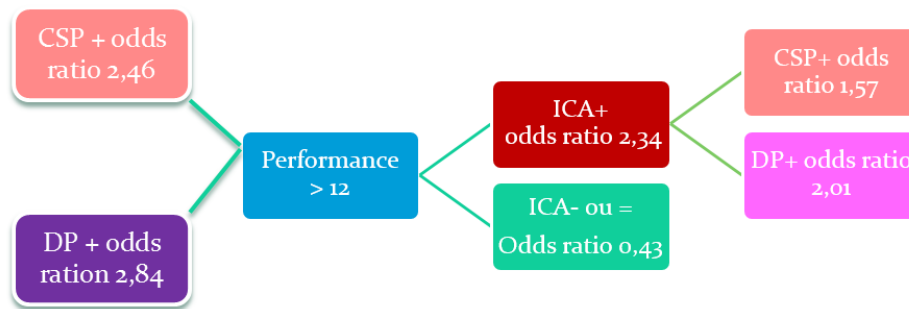 CSP + odds
ratio 2,46
DP + odds
ration 2,84
Performance
> 12
ICA+
odds ratio 2,34
ICA- ou =
Odds ratio 0,43
CSP+ odds
ratio 1,57
DP+ odds ratio
2,01